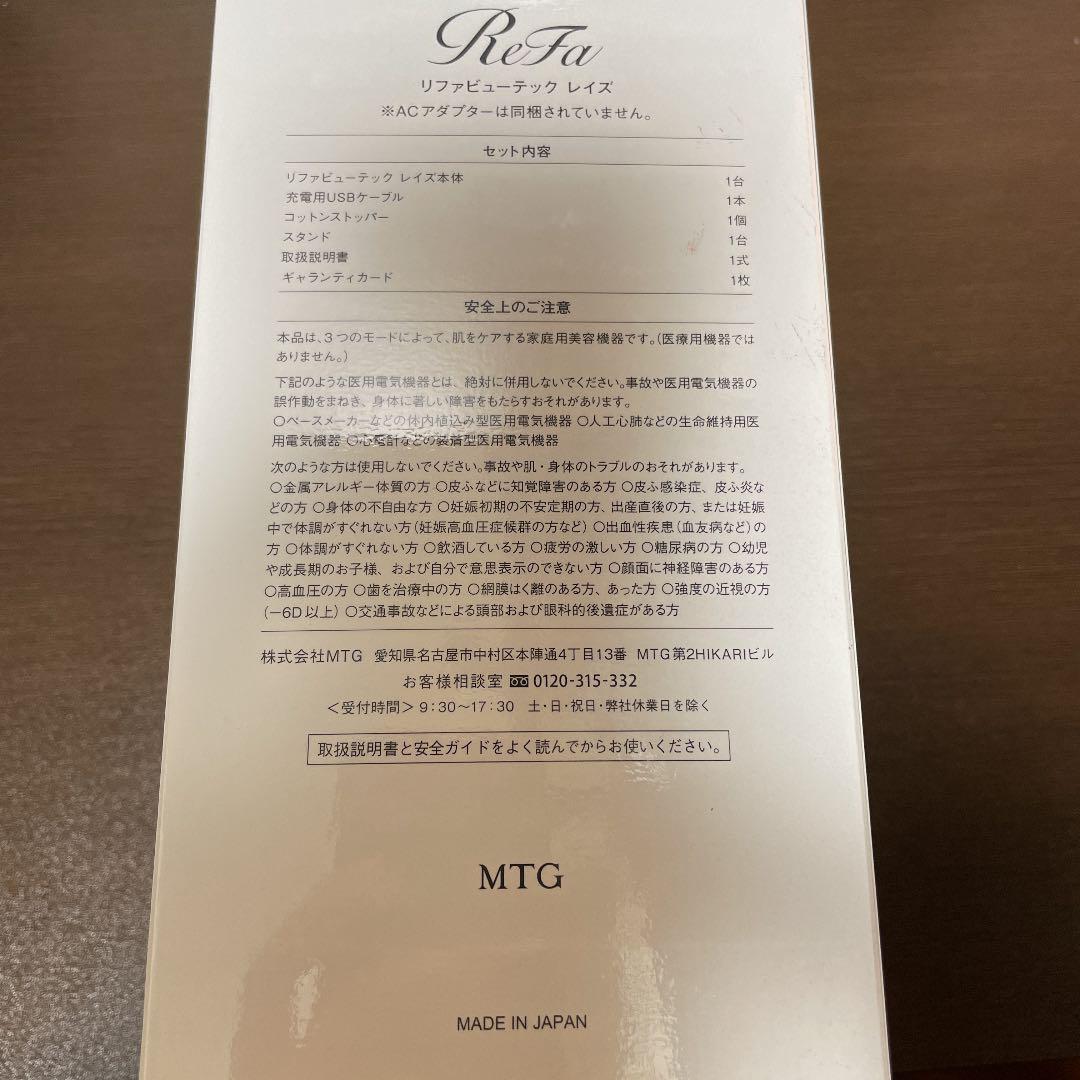 ReFa
リファビューテック レイズ
※ACアダプターは同梱されていません。
セット内容
リファビューテック レイズ本体 1台
充電用USBケーブル 1本
コットンストッパー 1個
スタンド 1台
取扱説明書 1式
ギャランティカード 1枚
安全上のご注意
本品は、3つのモードによって、肌をケアする家庭用美容機器です。(医療用機器では
ありません。)
下記のような医用電気機器とは、絶対に併用しないでください。事故や医用電気機器の
誤作動をまねき、身体に著しい障害をもたらすおそれがあります。
○ペースメーカーなどの体内植込み型医用電気機器 ○人工心肺などの生命維持用医
用電気機器 ○心電計などの装着型医用電気機器
次のような方は使用しないでください。事故や肌・身体のトラブルのおそれがあります。
○金属アレルギー体質の方 ○皮ふなどに知覚障害のある方 ○皮ふ感染症、皮ふ炎な
どの方 ○身体の不自由な方 ○妊娠初期の不安定期の方、出産直後の方、または妊娠
中で体調がすぐれない方(妊娠高血圧症候群の方など) ○出血性疾患(血友病など)の
方 ○体調がすぐれない方 ○飲酒している方 ○疲労の激しい方 ○糖尿病の方 ○幼児
や成長期のお子様、および自分で意思表示のできない方 ○顔面に神経障害のある方
○高血圧の方 ○歯を治療中の方 ○網膜はく離のある方、あった方 ○強度の近視の方
(−6D以上) ○交通事故などによる頭部および眼科的後遺症がある方
株式会社MTG 愛知県名古屋市中村区本陣通4丁目13番 MTG第2HIKARIビル
お客様相談室 0120-315-332
＜受付時間＞9:30〜17:30 土・日・祝日・弊社休業日を除く
取扱説明書と安全ガイドをよく読んでからお使いください。
MTG
MADE IN JAPAN